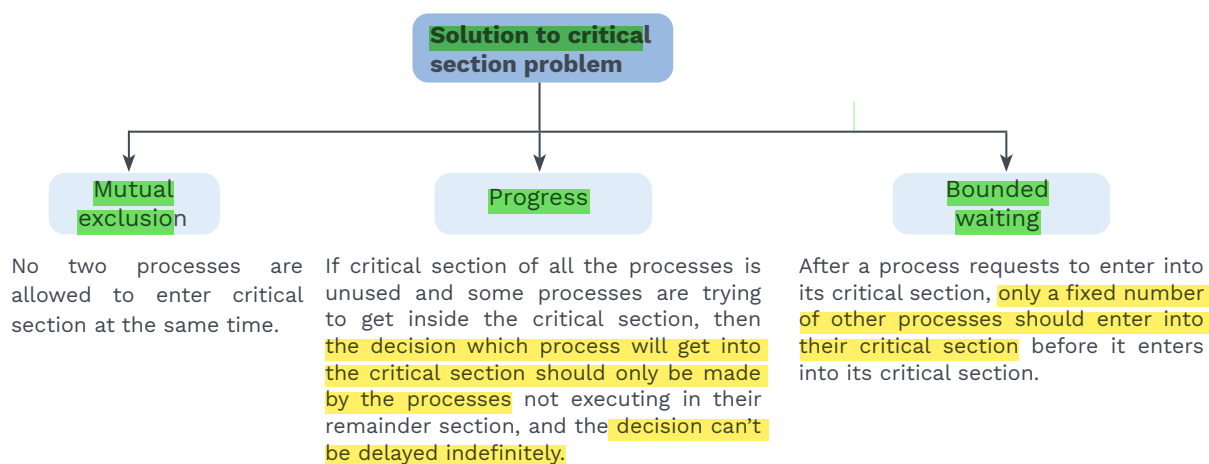 Solution to critical
section problem
Mutual
exclusion
Progress
Bounded
waiting
No two processes are
allowed to enter critical
section at the same time.
If critical section of all the processes is
unused and some processes are trying
to get inside the critical section, then
the decision which process will get into
the critical section should only be made
by the processes not executing in their
remainder section, and the decision can’t
be delayed indefinitely.
After a process requests to enter into
its critical section, only a fixed number
of other processes should enter into
their critical section before it enters
into its critical section.